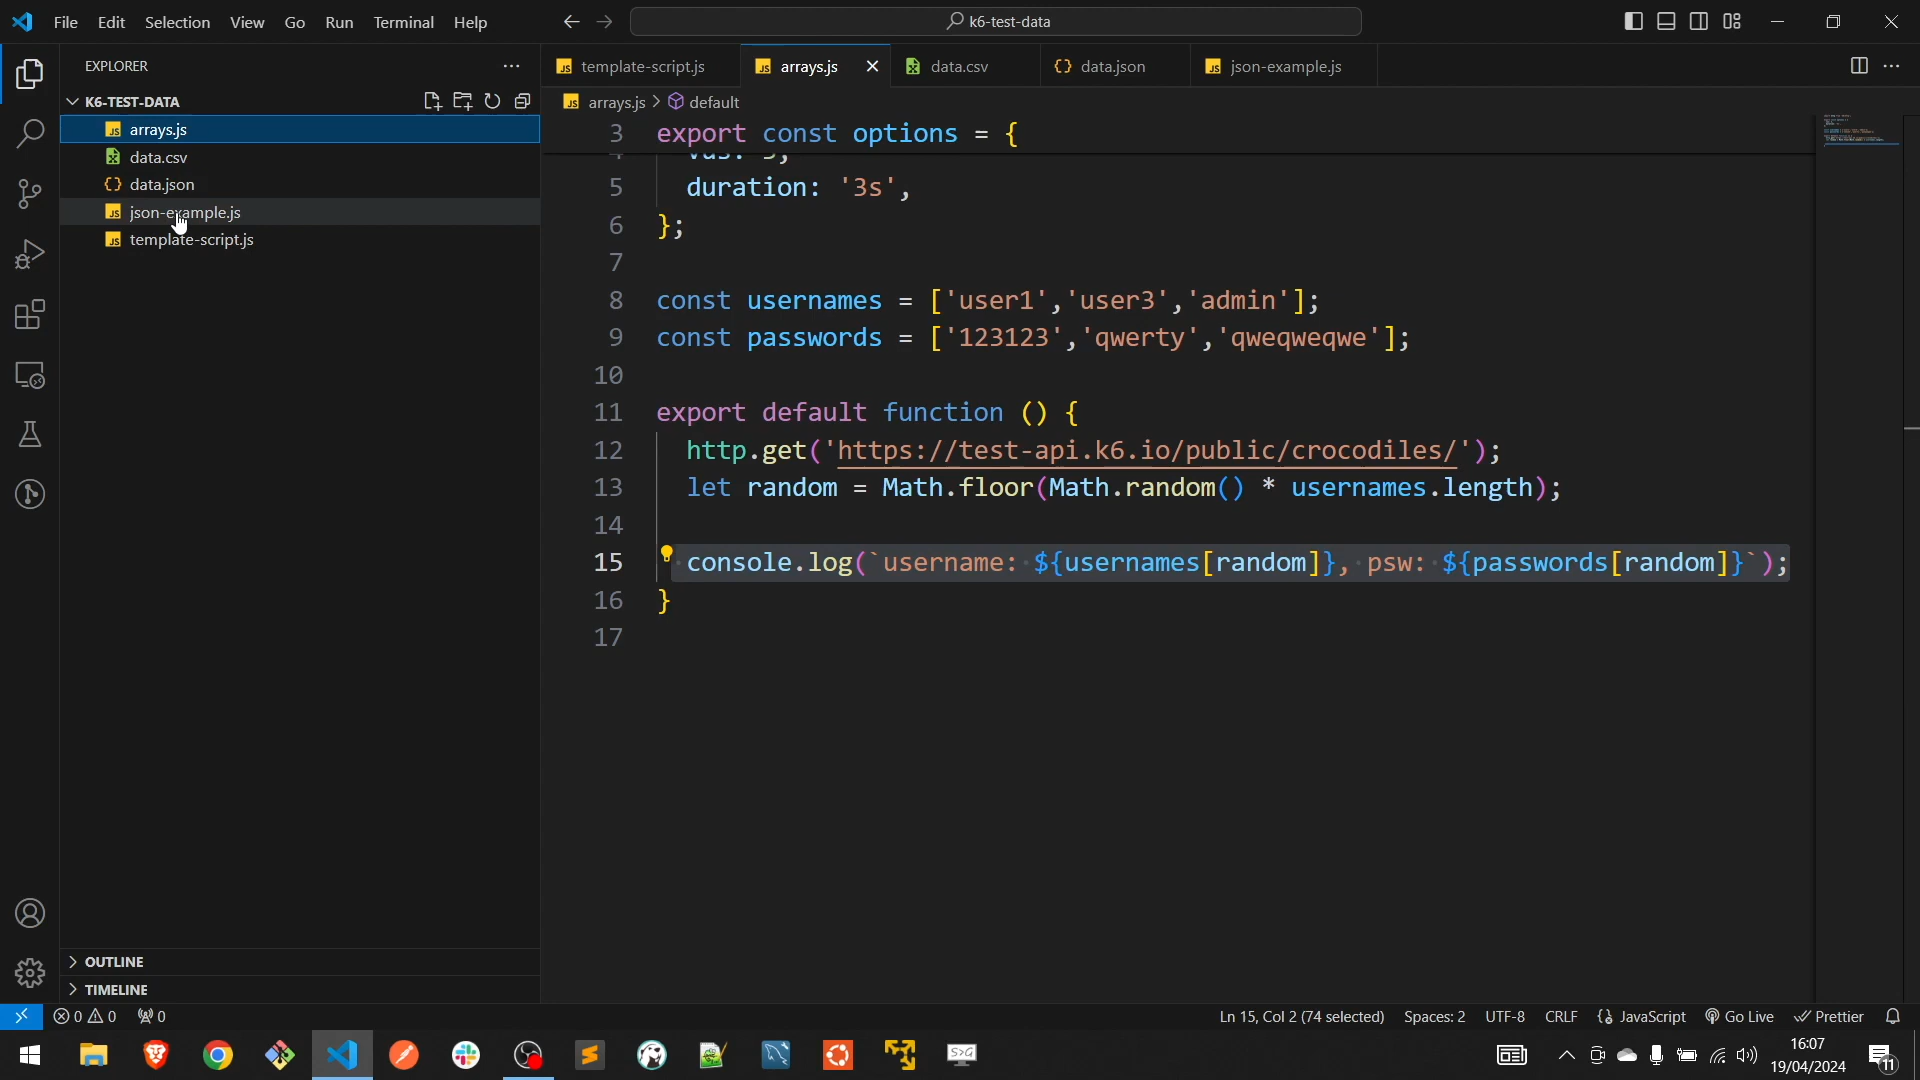 File Edit Selection View Go Run Terminal Help
k6-test-data
EXPLORER
K6-TEST-DATA
arrays.js
data.csv
data.json
json-example.js
template-script.js
OUTLINE
TIMELINE
template-script.js
arrays.js
data.csv
data.json
json-example.js
arrays.js > default
3 export const options = {
5 duration: '3s',
6 };
7
8 const usernames = ['user1','user3','admin'];
9 const passwords = ['123123','qwerty','qweqweqwe'];
10
11 export default function () {
12 http.get('https://test-api.k6.io/public/crocodiles/');
13 let random = Math.floor(Math.random() * usernames.length);
14
15 console.log(`username: ${usernames[random]}, psw: ${passwords[random]}`);
16 }
17
0 0 0
Ln 15, Col 2 (74 selected) Spaces: 2 UTF-8 CRLF JavaScript Go Live Prettier
16:07
19/04/2024
11